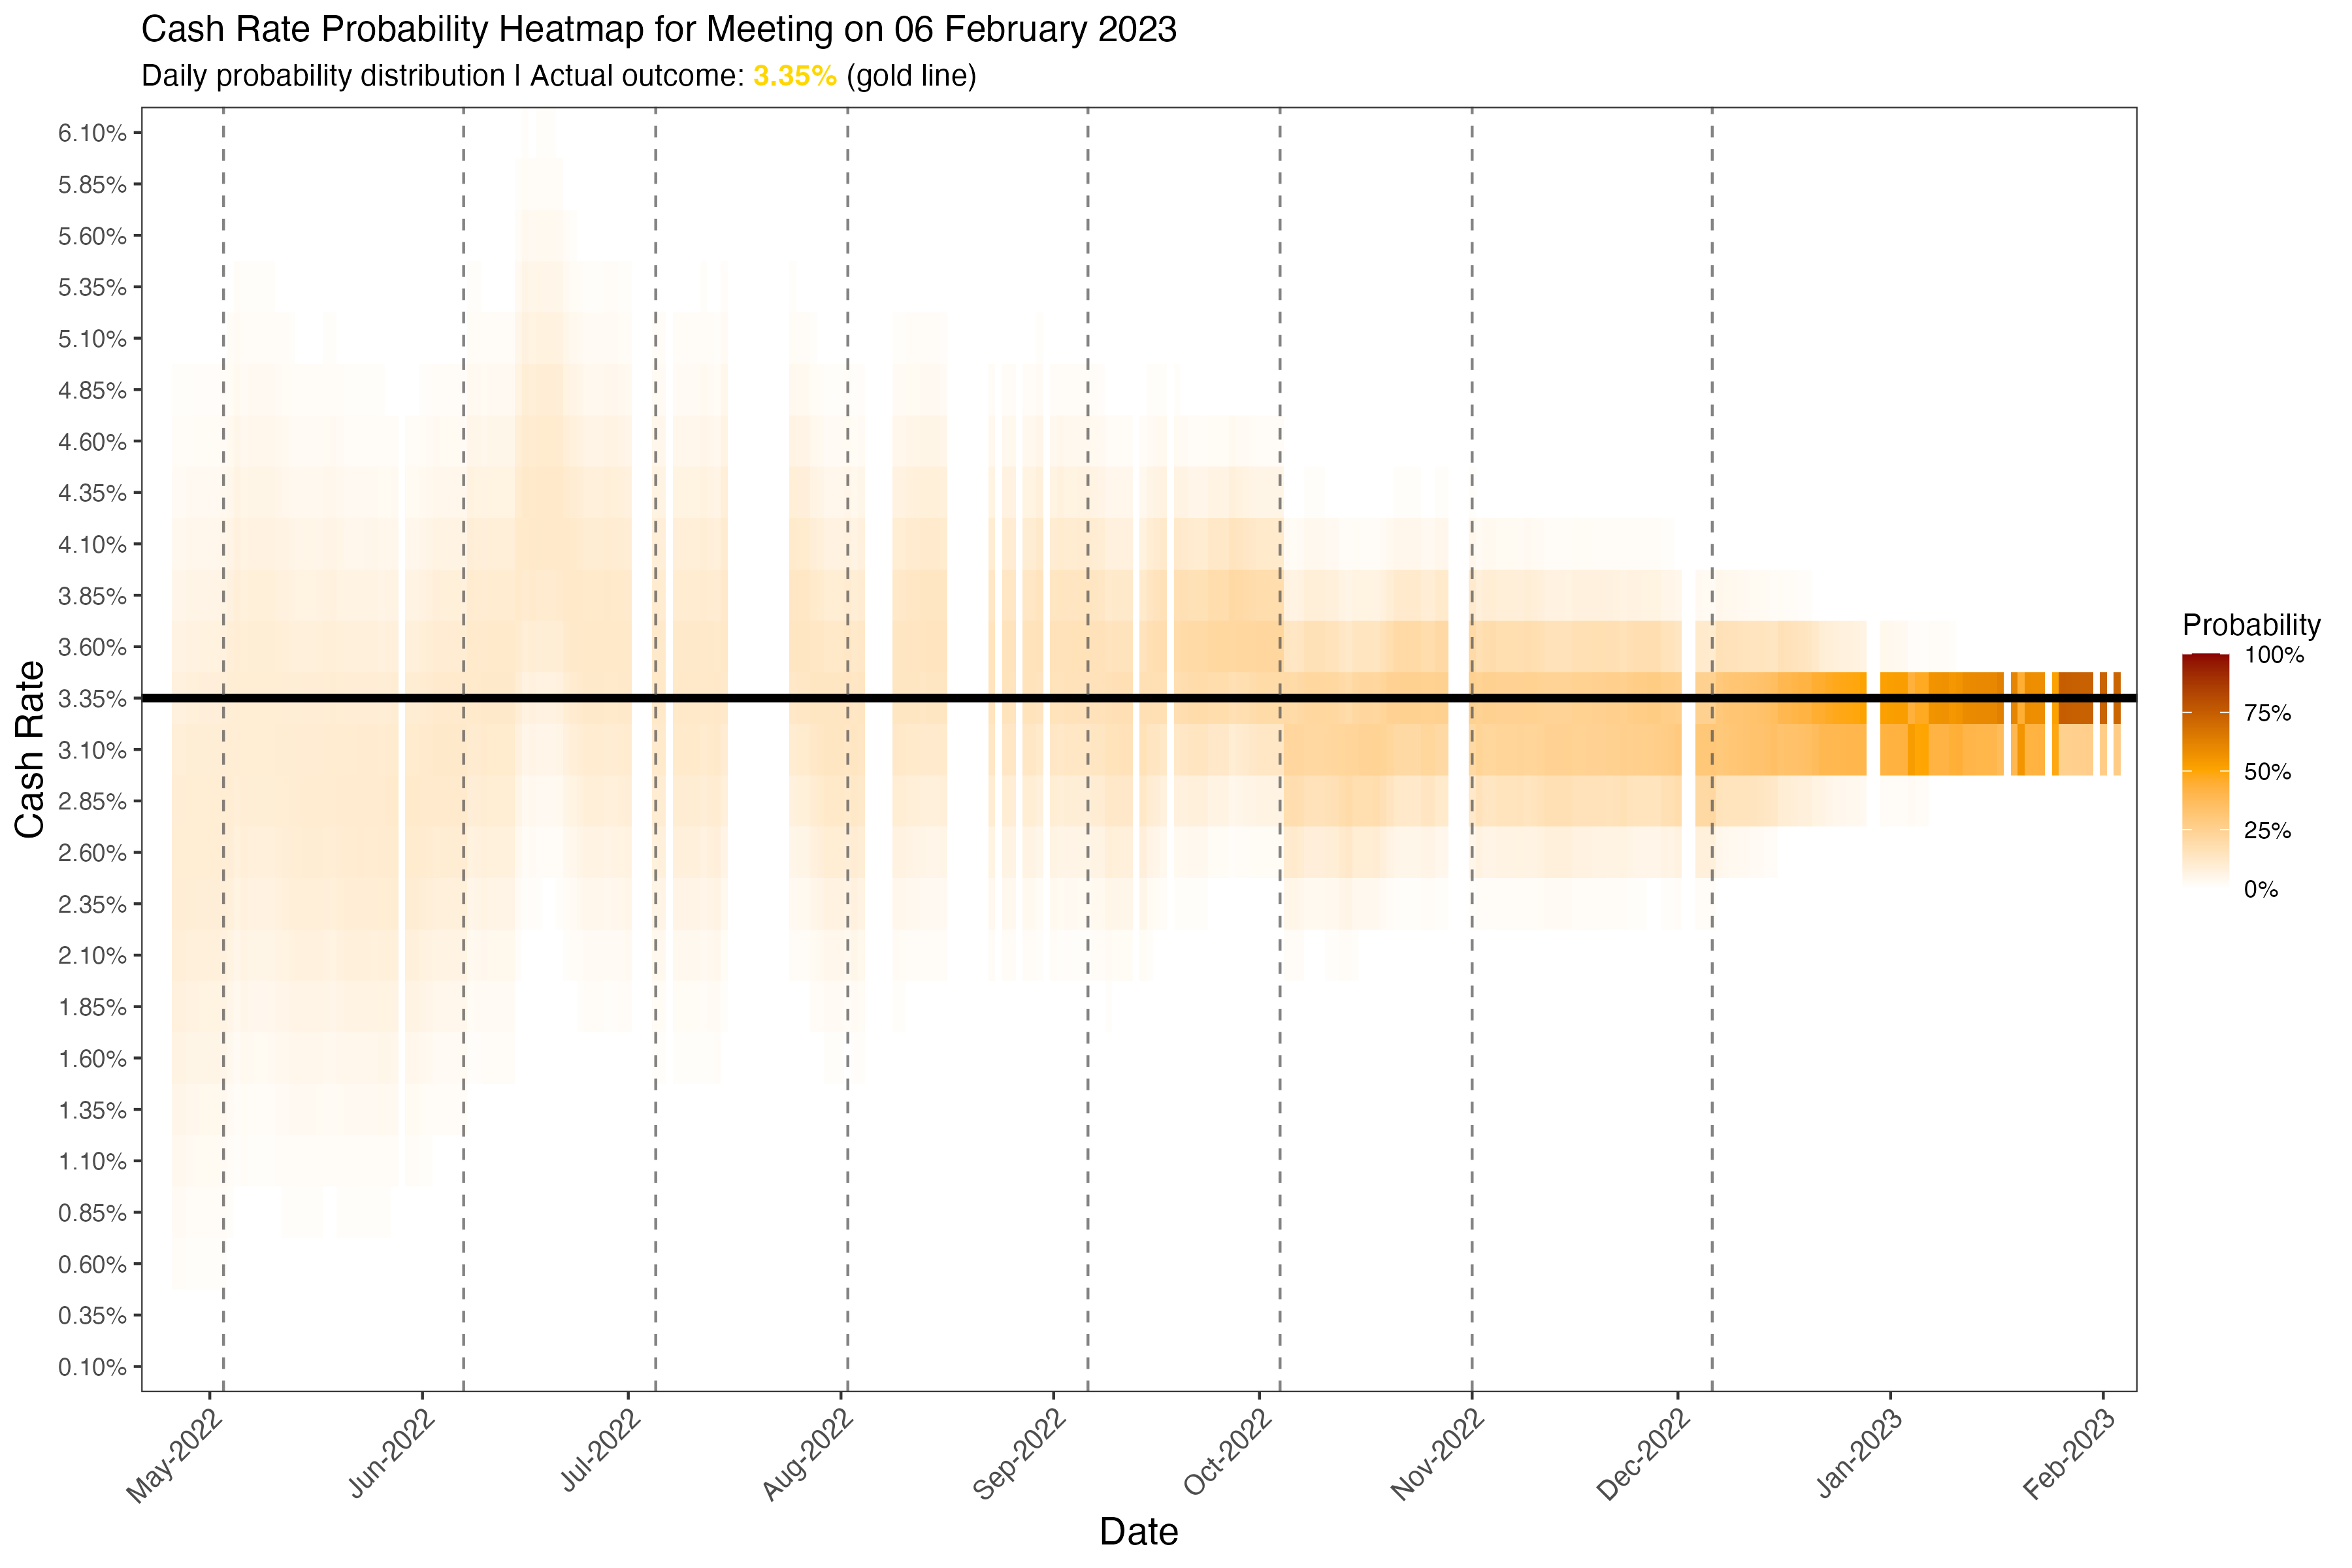 Cash Rate Probability Heatmap for Meeting on 06 February 2023
Daily probability distribution | Actual outcome: 3.35% (gold line)
Cash Rate
6.10%
5.85%
5.60%
5.35%
5.10%
4.85%
4.60%
4.35%
4.10%
3.85%
3.60%
3.35%
3.10%
2.85%
2.60%
2.35%
2.10%
1.85%
1.60%
1.35%
1.10%
0.85%
0.60%
0.35%
0.10%
May-2022
Jun-2022
Jul-2022
Aug-2022
Sep-2022
Oct-2022
Nov-2022
Dec-2022
Jan-2023
Feb-2023
Date
Probability
100%
75%
50%
25%
0%